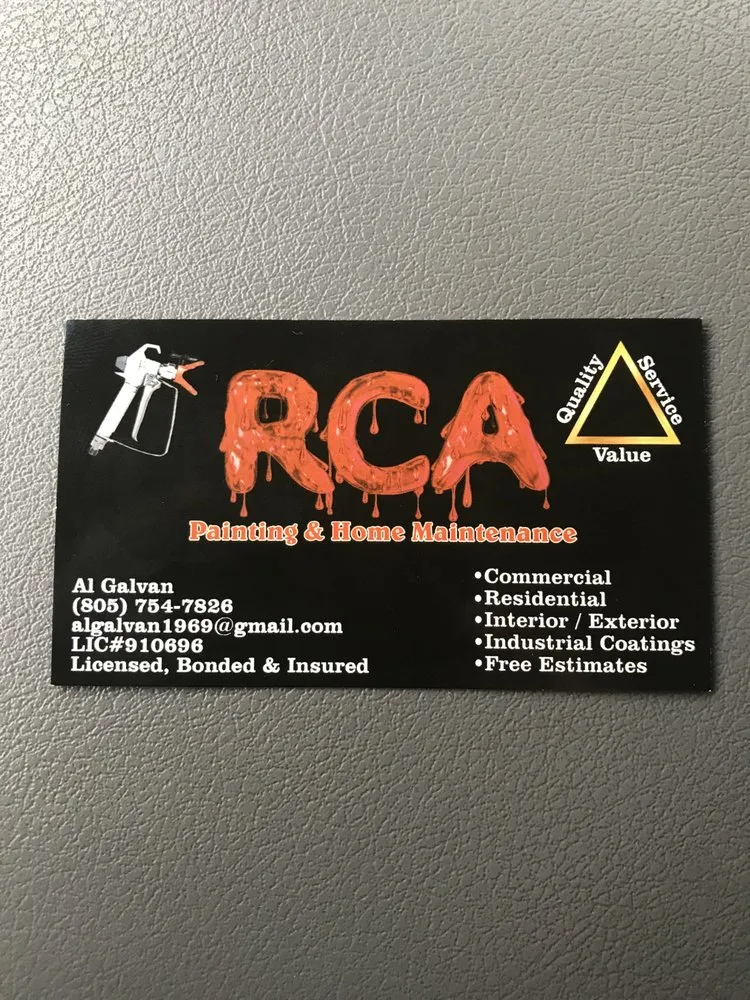 RCA
Quality
Service
Value
Painting & Home Maintenance
Al Galvan
(805) 754-7826
algalvan1969@gmail.com
LIC#910696
Licensed, Bonded & Insured
•Commercial
•Residential
•Interior / Exterior
•Industrial Coatings
•Free Estimates